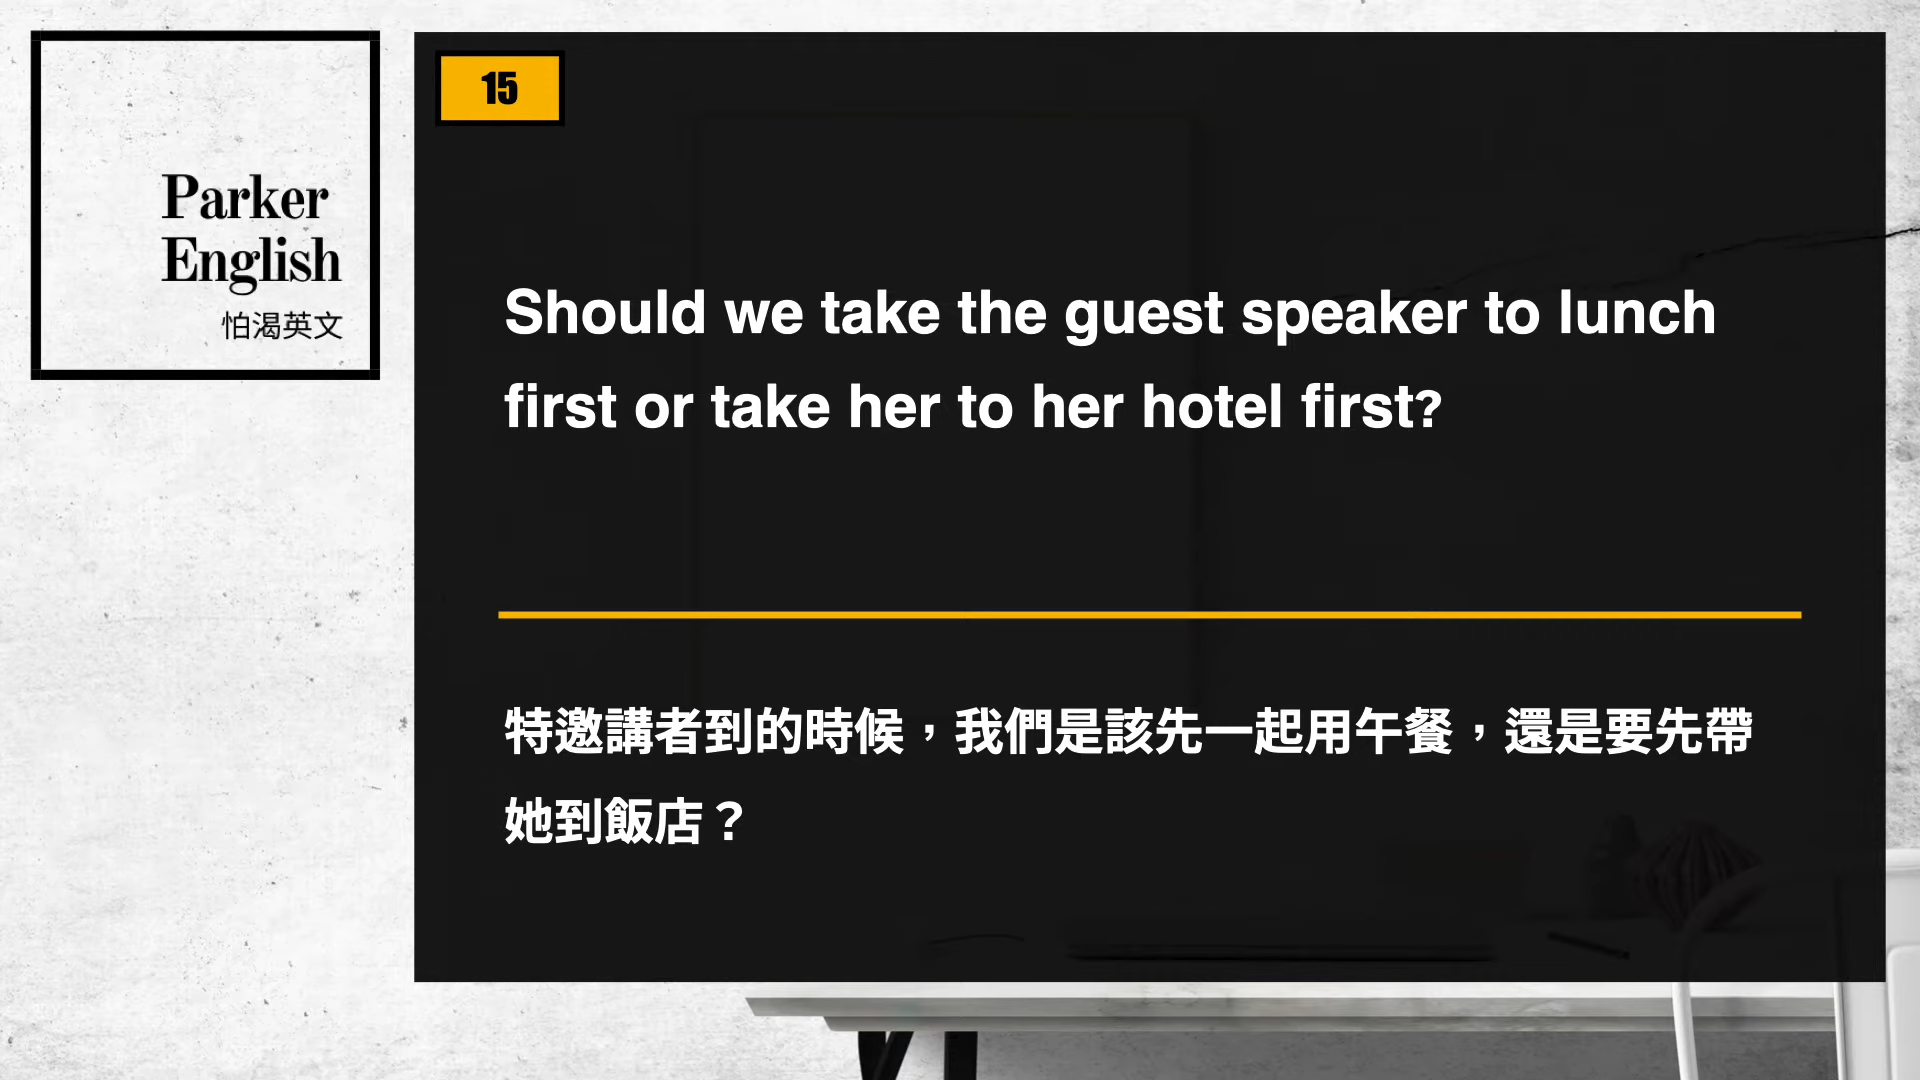 Parker
English
怕渴英文
15
Should we take the guest speaker to lunch
first or take her to her hotel first?
特邀講者到的時候，我們是該先一起用午餐，還是要先帶
她到飯店？